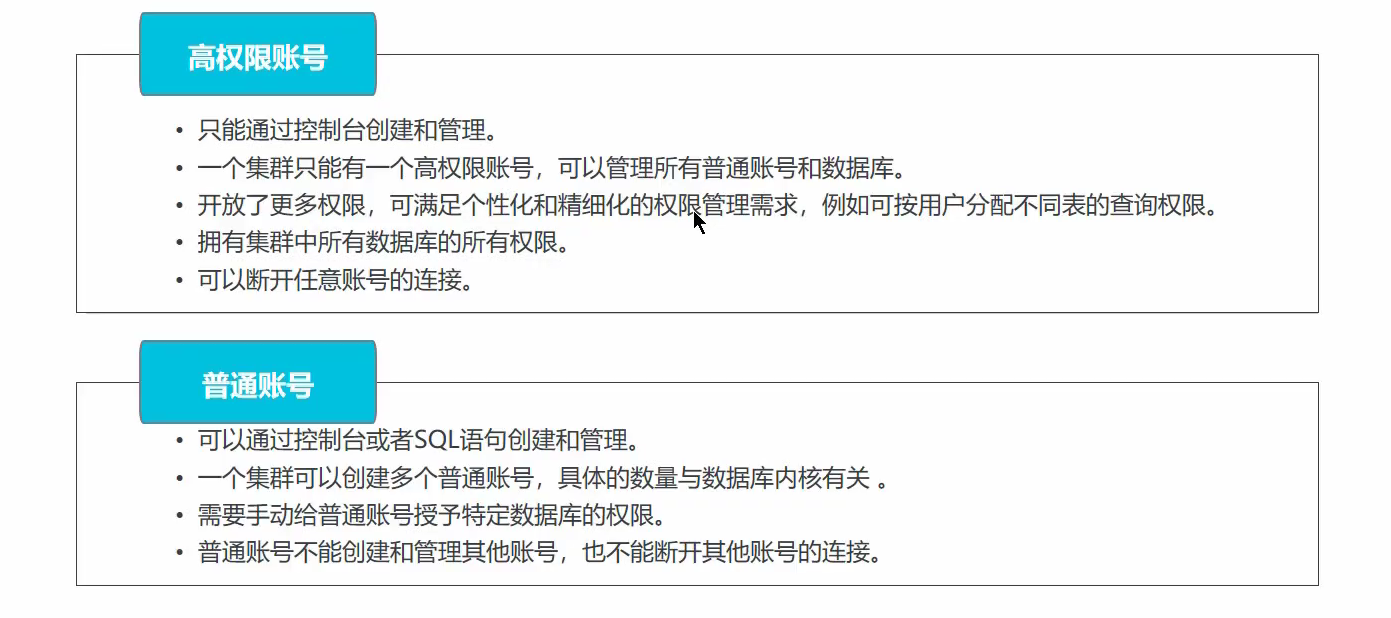 高权限账号
• 只能通过控制台创建和管理。
• 一个集群只能有一个高权限账号，可以管理所有普通账号和数据库。
• 开放了更多权限，可满足个性化和精细化的权限管理需求，例如可按用户分配不同表的查询权限。
• 拥有集群中所有数据库的所有权限。
• 可以断开任意账号的连接。
普通账号
• 可以通过控制台或者SQL语句创建和管理。
• 一个集群可以创建多个普通账号，具体的数量与数据库内核有关 。
• 需要手动给普通账号授予特定数据库的权限。
• 普通账号不能创建和管理其他账号，也不能断开其他账号的连接。